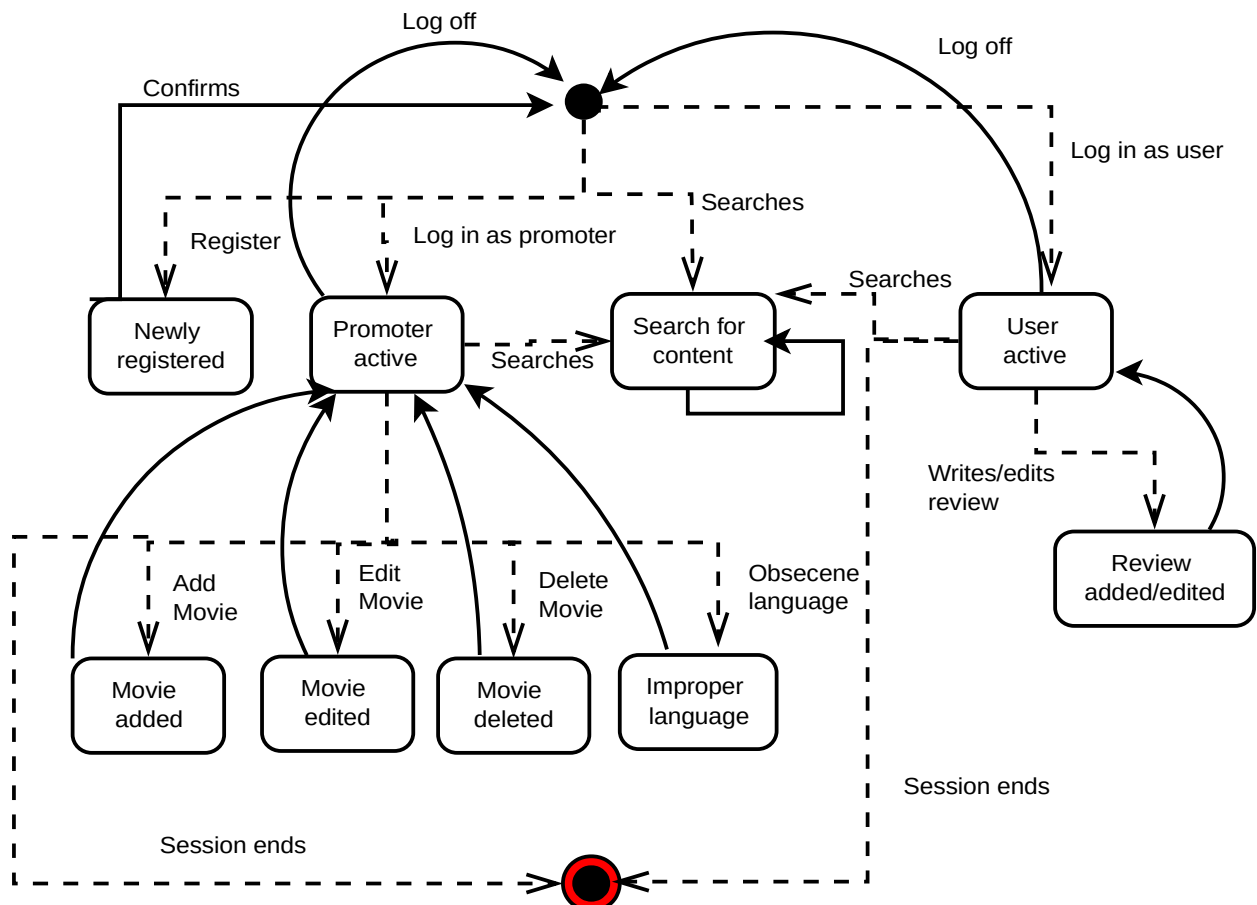 Log off
Log off
Confirms
Log in as user
Searches
Register
Log in as promoter
Searches
Newly
registered
Promoter
active
Searches
Search for
content
User
active
Writes/edits
review
Add
Movie
Edit
Movie
Delete
Movie
Obsecene
language
Review
added/edited
Movie
added
Movie
edited
Movie
deleted
Improper
language
Session ends
Session ends